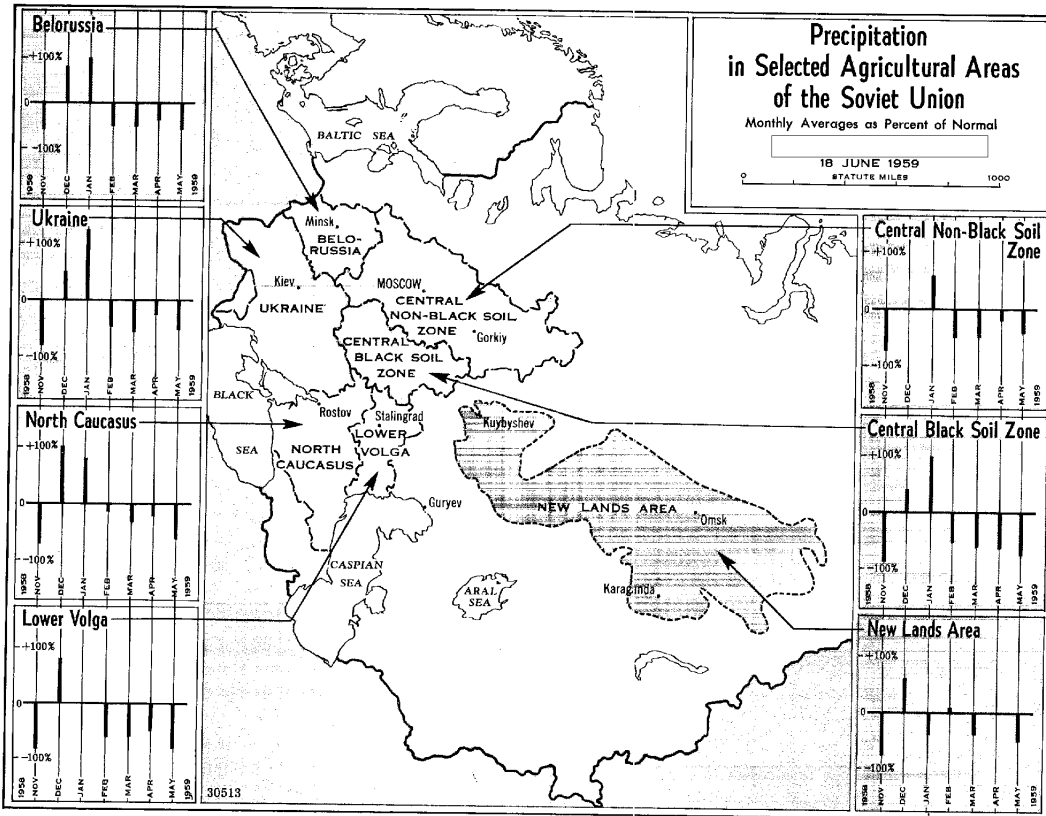 Precipitation
in Selected Agricultural Areas
of the Soviet Union
Monthly Averages as Percent of Normal
18 JUNE 1959
STATUTE MILES
0 1000
Belorussia
+100%
0
-100%
1958 NOV DEC JAN FEB MAR APR MAY 1959
Ukraine
+100%
0
-100%
1958 NOV DEC JAN FEB MAR APR MAY 1959
North Caucasus
+100%
0
-100%
1958 NOV DEC JAN FEB MAR APR MAY 1959
Lower Volga
+100%
0
-100%
1958 NOV DEC JAN FEB MAR APR MAY 1959
BALTIC SEA
Minsk
BELO-
RUSSIA
Kiev
UKRAINE
MOSCOW
CENTRAL
NON-BLACK SOIL
ZONE
Gorkiy
CENTRAL
BLACK SOIL
ZONE
BLACK
SEA
Rostov
Stalingrad
LOWER
VOLGA
NORTH
CAUCASUS
Kuybyshev
Guryev
NEW LANDS AREA
Omsk
CASPIAN
SEA
ARAL
SEA
Karaganda
30513
Central Non-Black Soil
Zone
+100%
0
-100%
1958 NOV DEC JAN FEB MAR APR MAY 1959
Central Black Soil Zone
+100%
0
-100%
1958 NOV DEC JAN FEB MAR APR MAY 1959
New Lands Area
+100%
0
-100%
1958 NOV DEC JAN FEB MAR APR MAY 1959